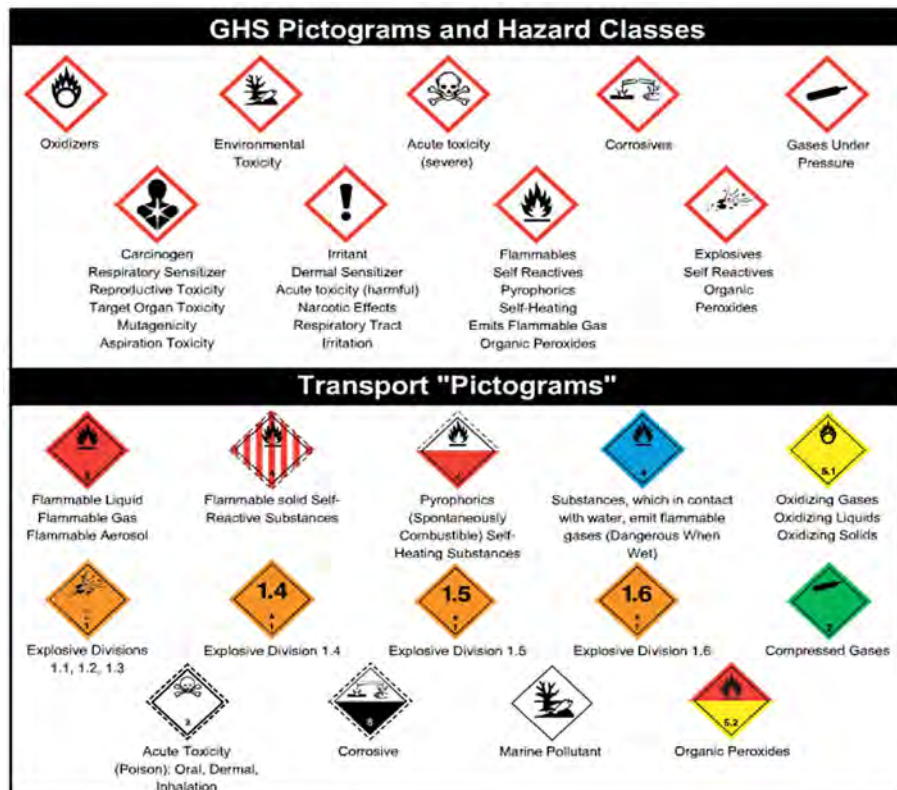 GHS Pictograms and Hazard Classes
Oxidizers
Environmental
Toxicity
Acute toxicity
(severe)
Corrosives
Gases Under
Pressure
Carcinogen
Respiratory Sensitizer
Reproductive Toxicity
Target Organ Toxicity
Mutagenicity
Aspiration Toxicity
Irritant
Dermal Sensitizer
Acute toxicity (harmful)
Narcotic Effects
Respiratory Tract
Irritation
Flammables
Self Reactives
Pyrophorics
Self-Heating
Emits Flammable Gas
Organic Peroxides
Explosives
Self Reactives
Organic
Peroxides
Transport "Pictograms"
5.1
Flammable Liquid
Flammable Gas
Flammable Aerosol
Flammable solid Self-
Reactive Substances
Pyrophorics
(Spontaneously
Combustible) Self-
Heating Substances
Substances, which in contact
with water, emit flammable
gases (Dangerous When
Wet)
Oxidizing Gases
Oxidizing Liquids
Oxidizing Solids
1
1.4
1
1.5
1
1.6
1
2
Explosive Divisions
1.1, 1.2, 1.3
Explosive Division 1.4
Explosive Division 1.5
Explosive Division 1.6
Compressed Gases
5.2
Acute Toxicity
(Poison): Oral, Dermal,
Inhalation
Corrosive
Marine Pollutant
Organic Peroxides